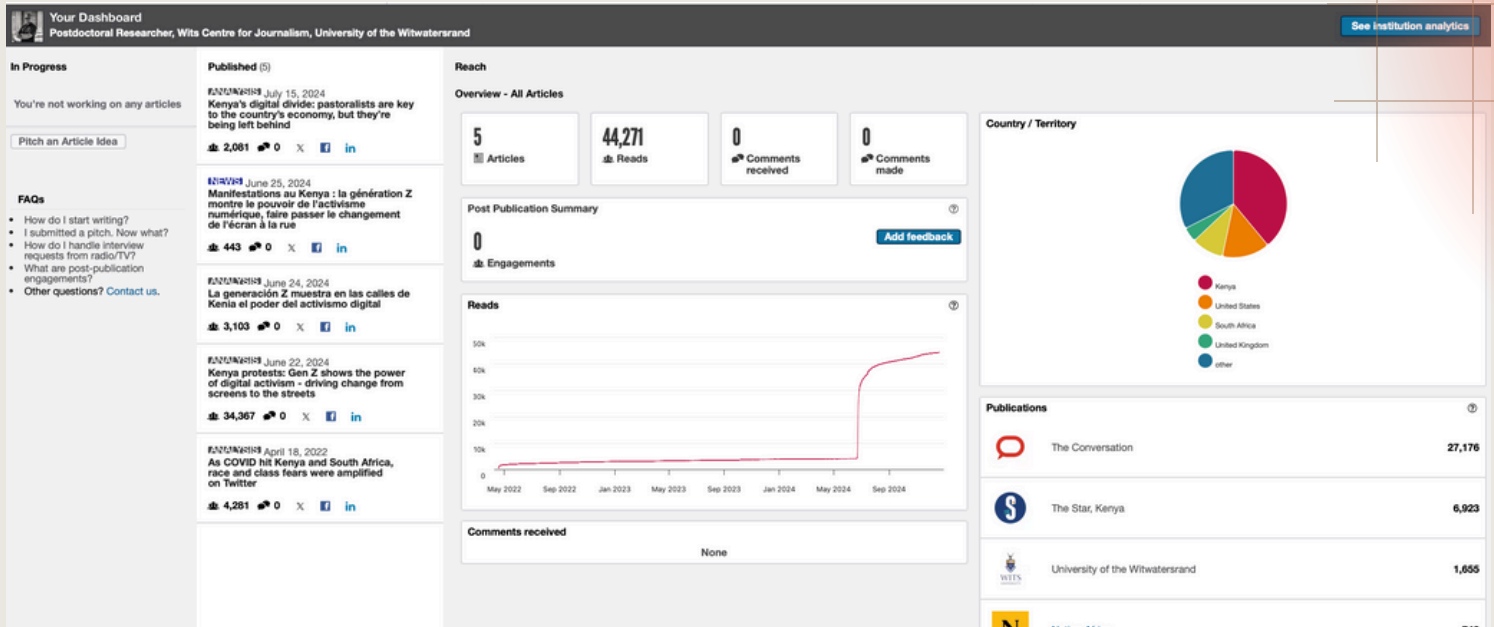 Your Dashboard
Postdoctoral Researcher, Wits Centre for Journalism, University of the Witwatersrand
See institution analytics
In Progress
You're not working on any articles
Pitch an Article Idea
FAQs
• How do I start writing?
• I submitted a pitch. Now what?
• How do I handle interview
requests from radio/TV?
• What are post-publication
engagements?
• Other questions? Contact us.
Published (5)
ANALYSIS July 15, 2024
Kenya's digital divide: pastoralists are key
to the country's economy, but they're
being left behind
2,081 0
NEWS June 25, 2024
Manifestations au Kenya : la génération Z
montre le pouvoir de l'activisme
numérique, faire passer le changement
de l'écran à la rue
443 0
ANALYSIS June 24, 2024
La generación Z muestra en las calles de
Kenia el poder del activismo digital
3,103 0
ANALYSIS June 22, 2024
Kenya protests: Gen Z shows the power
of digital activism - driving change from
screens to the streets
34,367 0
ANALYSIS April 18, 2022
As COVID hit Kenya and South Africa,
race and class fears were amplified
on Twitter
4,281 0
Reach
Overview - All Articles
5
Articles
44,271
Reads
0
Comments
received
0
Comments
made
Post Publication Summary
0
Engagements
Add feedback
Reads
50k
40k
30k
20k
10k
0
May 2022 Sep 2022 Jan 2023 May 2023 Sep 2023 Jan 2024 May 2024 Sep 2024
Comments received
None
Country / Territory
Kenya
United States
South Africa
United Kingdom
other
Publications
The Conversation 27,176
The Star, Kenya 6,923
WITS
University of the Witwatersrand 1,655